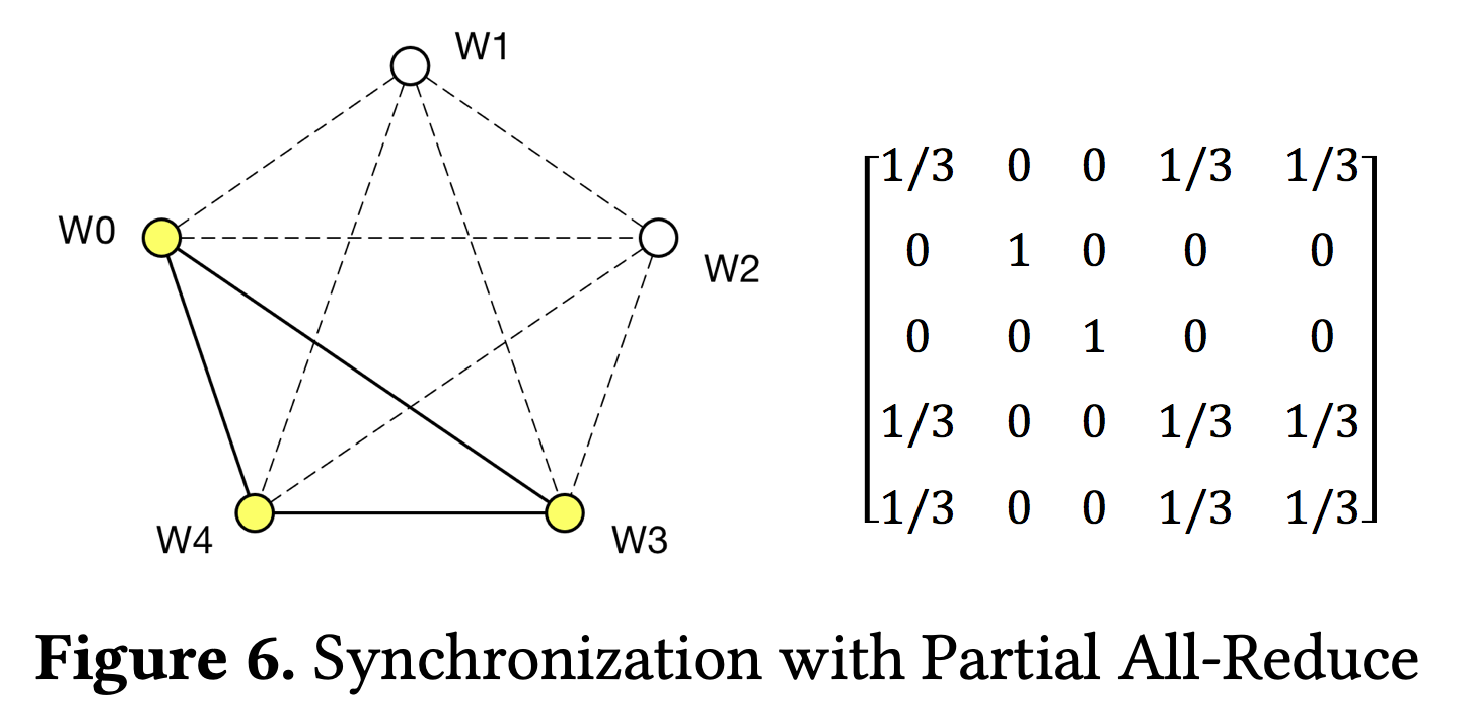 W1
W0
W2
W4
W3
1/3 0 0 1/3 1/3
0 1 0 0 0
0 0 1 0 0
1/3 0 0 1/3 1/3
1/3 0 0 1/3 1/3
Figure 6. Synchronization with Partial All-Reduce